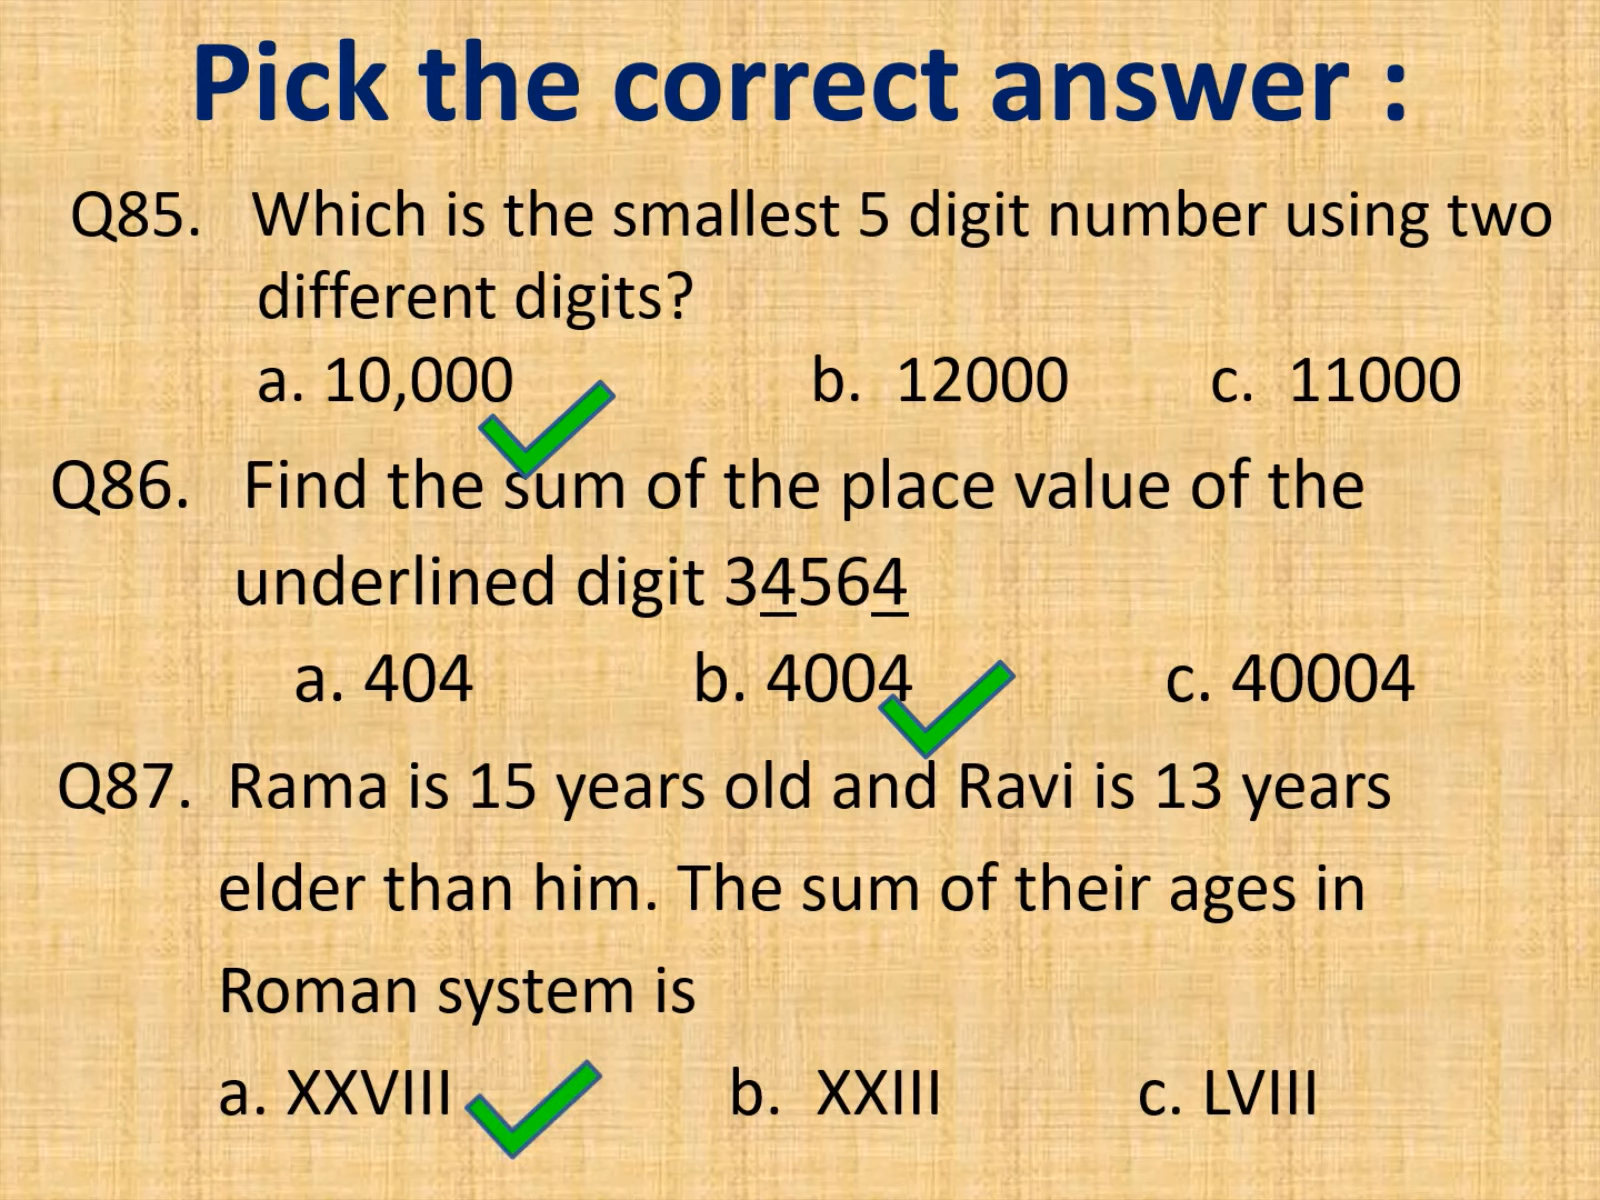 Pick the correct answer :
Q85. Which is the smallest 5 digit number using two
different digits?
a. 10,000 b. 12000 c. 11000
Q86. Find the sum of the place value of the
underlined digit 34564
a. 404 b. 4004 c. 40004
Q87. Rama is 15 years old and Ravi is 13 years
elder than him. The sum of their ages in
Roman system is
a. XXVIII b. XXIII c. LVIII